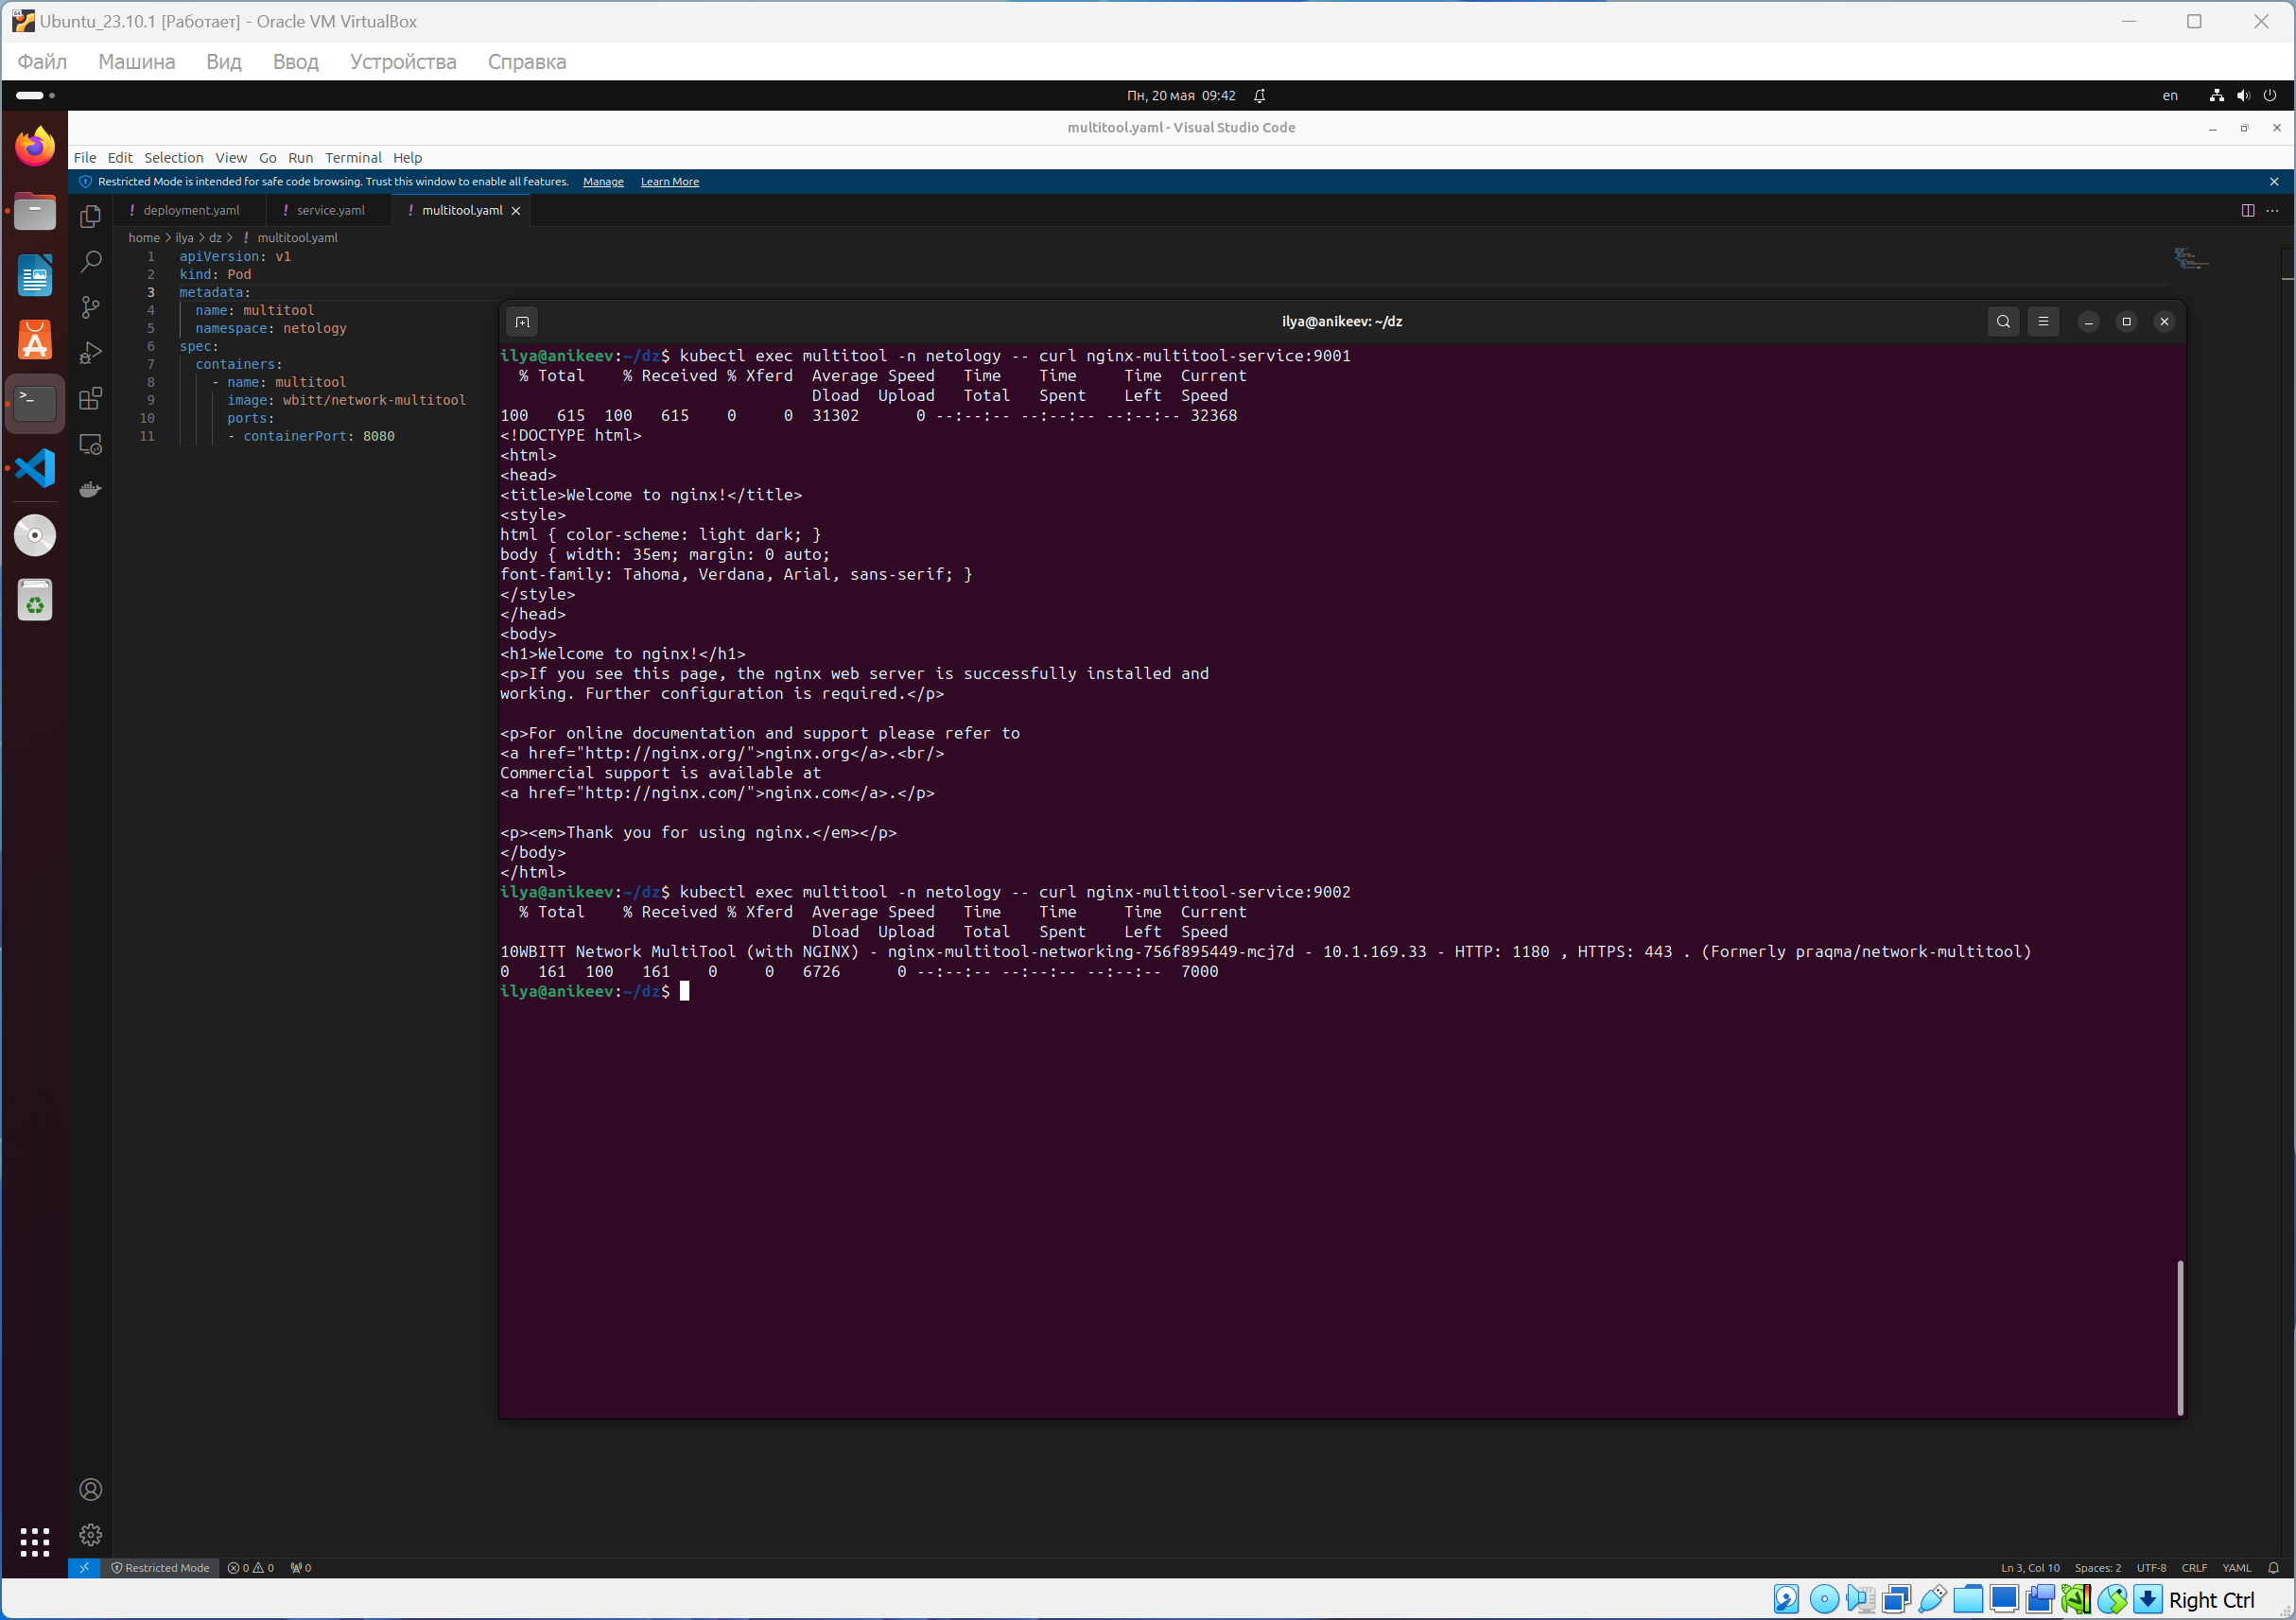 Ubuntu_23.10.1 [Работает] - Oracle VM VirtualBox
Файл Машина Вид Ввод Устройства Справка
Пн, 20 мая 09:42
en
multitool.yaml - Visual Studio Code
File Edit Selection View Go Run Terminal Help
Restricted Mode is intended for safe code browsing. Trust this window to enable all features. Manage Learn More
! deployment.yaml ! service.yaml ! multitool.yaml
home > ilya > dz > ! multitool.yaml
1 apiVersion: v1
2 kind: Pod
3 metadata:
4 name: multitool
5 namespace: netology
6 spec:
7 containers:
8 - name: multitool
9 image: wbitt/network-multitool
10 ports:
11 - containerPort: 8080
ilya@anikeev: ~/dz
ilya@anikeev:~/dz$ kubectl exec multitool -n netology -- curl nginx-multitool-service:9001
% Total % Received % Xferd Average Speed Time Time Time Current
Dload Upload Total Spent Left Speed
100 615 100 615 0 0 31302 0 --:--:-- --:--:-- --:--:-- 32368
<!DOCTYPE html>
<html>
<head>
<title>Welcome to nginx!</title>
<style>
html { color-scheme: light dark; }
body { width: 35em; margin: 0 auto;
font-family: Tahoma, Verdana, Arial, sans-serif; }
</style>
</head>
<body>
<h1>Welcome to nginx!</h1>
<p>If you see this page, the nginx web server is successfully installed and
working. Further configuration is required.</p>
<p>For online documentation and support please refer to
<a href="http://nginx.org/">nginx.org</a>.<br/>
Commercial support is available at
<a href="http://nginx.com/">nginx.com</a>.</p>
<p><em>Thank you for using nginx.</em></p>
</body>
</html>
ilya@anikeev:~/dz$ kubectl exec multitool -n netology -- curl nginx-multitool-service:9002
% Total % Received % Xferd Average Speed Time Time Time Current
Dload Upload Total Spent Left Speed
10WBITT Network MultiTool (with NGINX) - nginx-multitool-networking-756f895449-mcj7d - 10.1.169.33 - HTTP: 1180 , HTTPS: 443 . (Formerly praqma/network-multitool)
0 161 100 161 0 0 6726 0 --:--:-- --:--:-- --:--:-- 7000
ilya@anikeev:~/dz$
Restricted Mode 0 0 0 Ln 3, Col 10 Spaces: 2 UTF-8 CRLF YAML
Right Ctrl